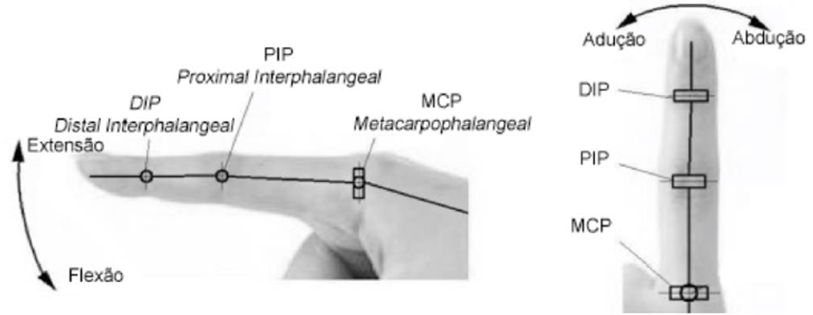 PIP
Proximal Interphalangeal
DIP
Distal Interphalangeal
MCP
Metacarpophalangeal
Extensão
Flexão
Adução
Abdução
DIP
PIP
MCP